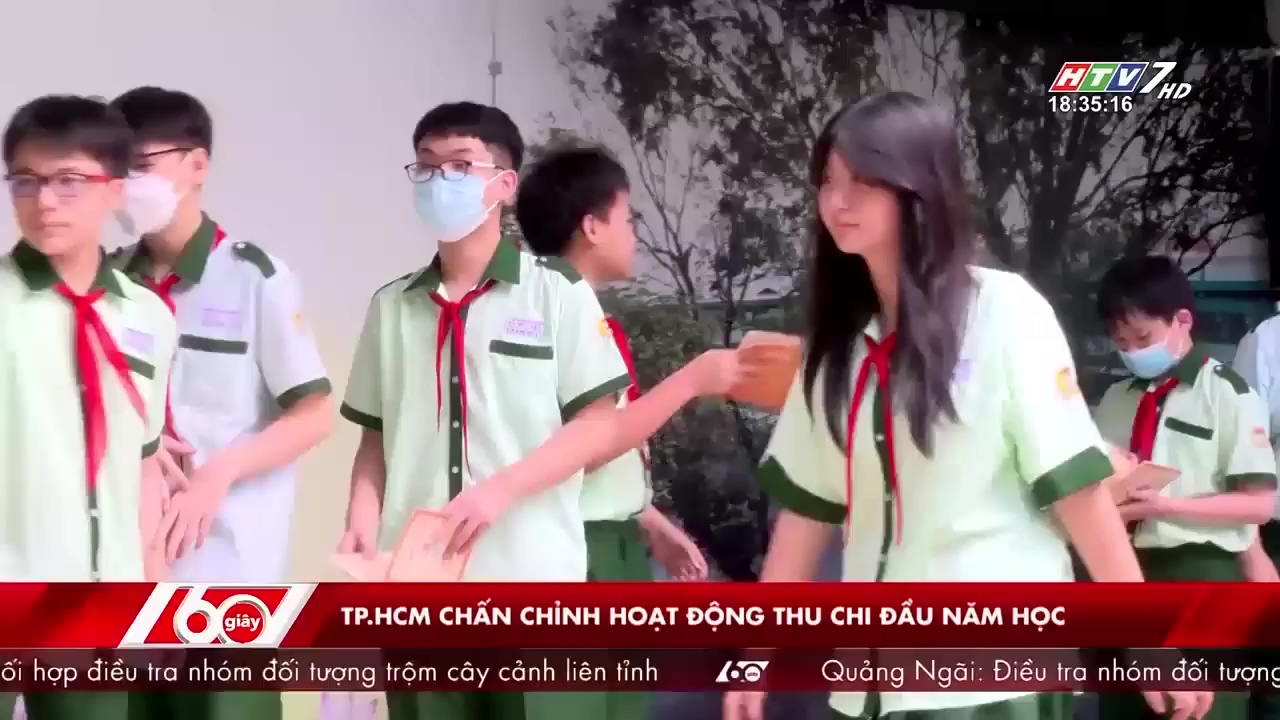 HTV7 HD
18:35:16
60 giây
TP.HCM CHẤN CHỈNH HOẠT ĐỘNG THU CHI ĐẦU NĂM HỌC
ối hợp điều tra nhóm đối tượng trộm cây cảnh liên tỉnh 60 giây Quảng Ngãi: Điều tra nhóm đối tượng